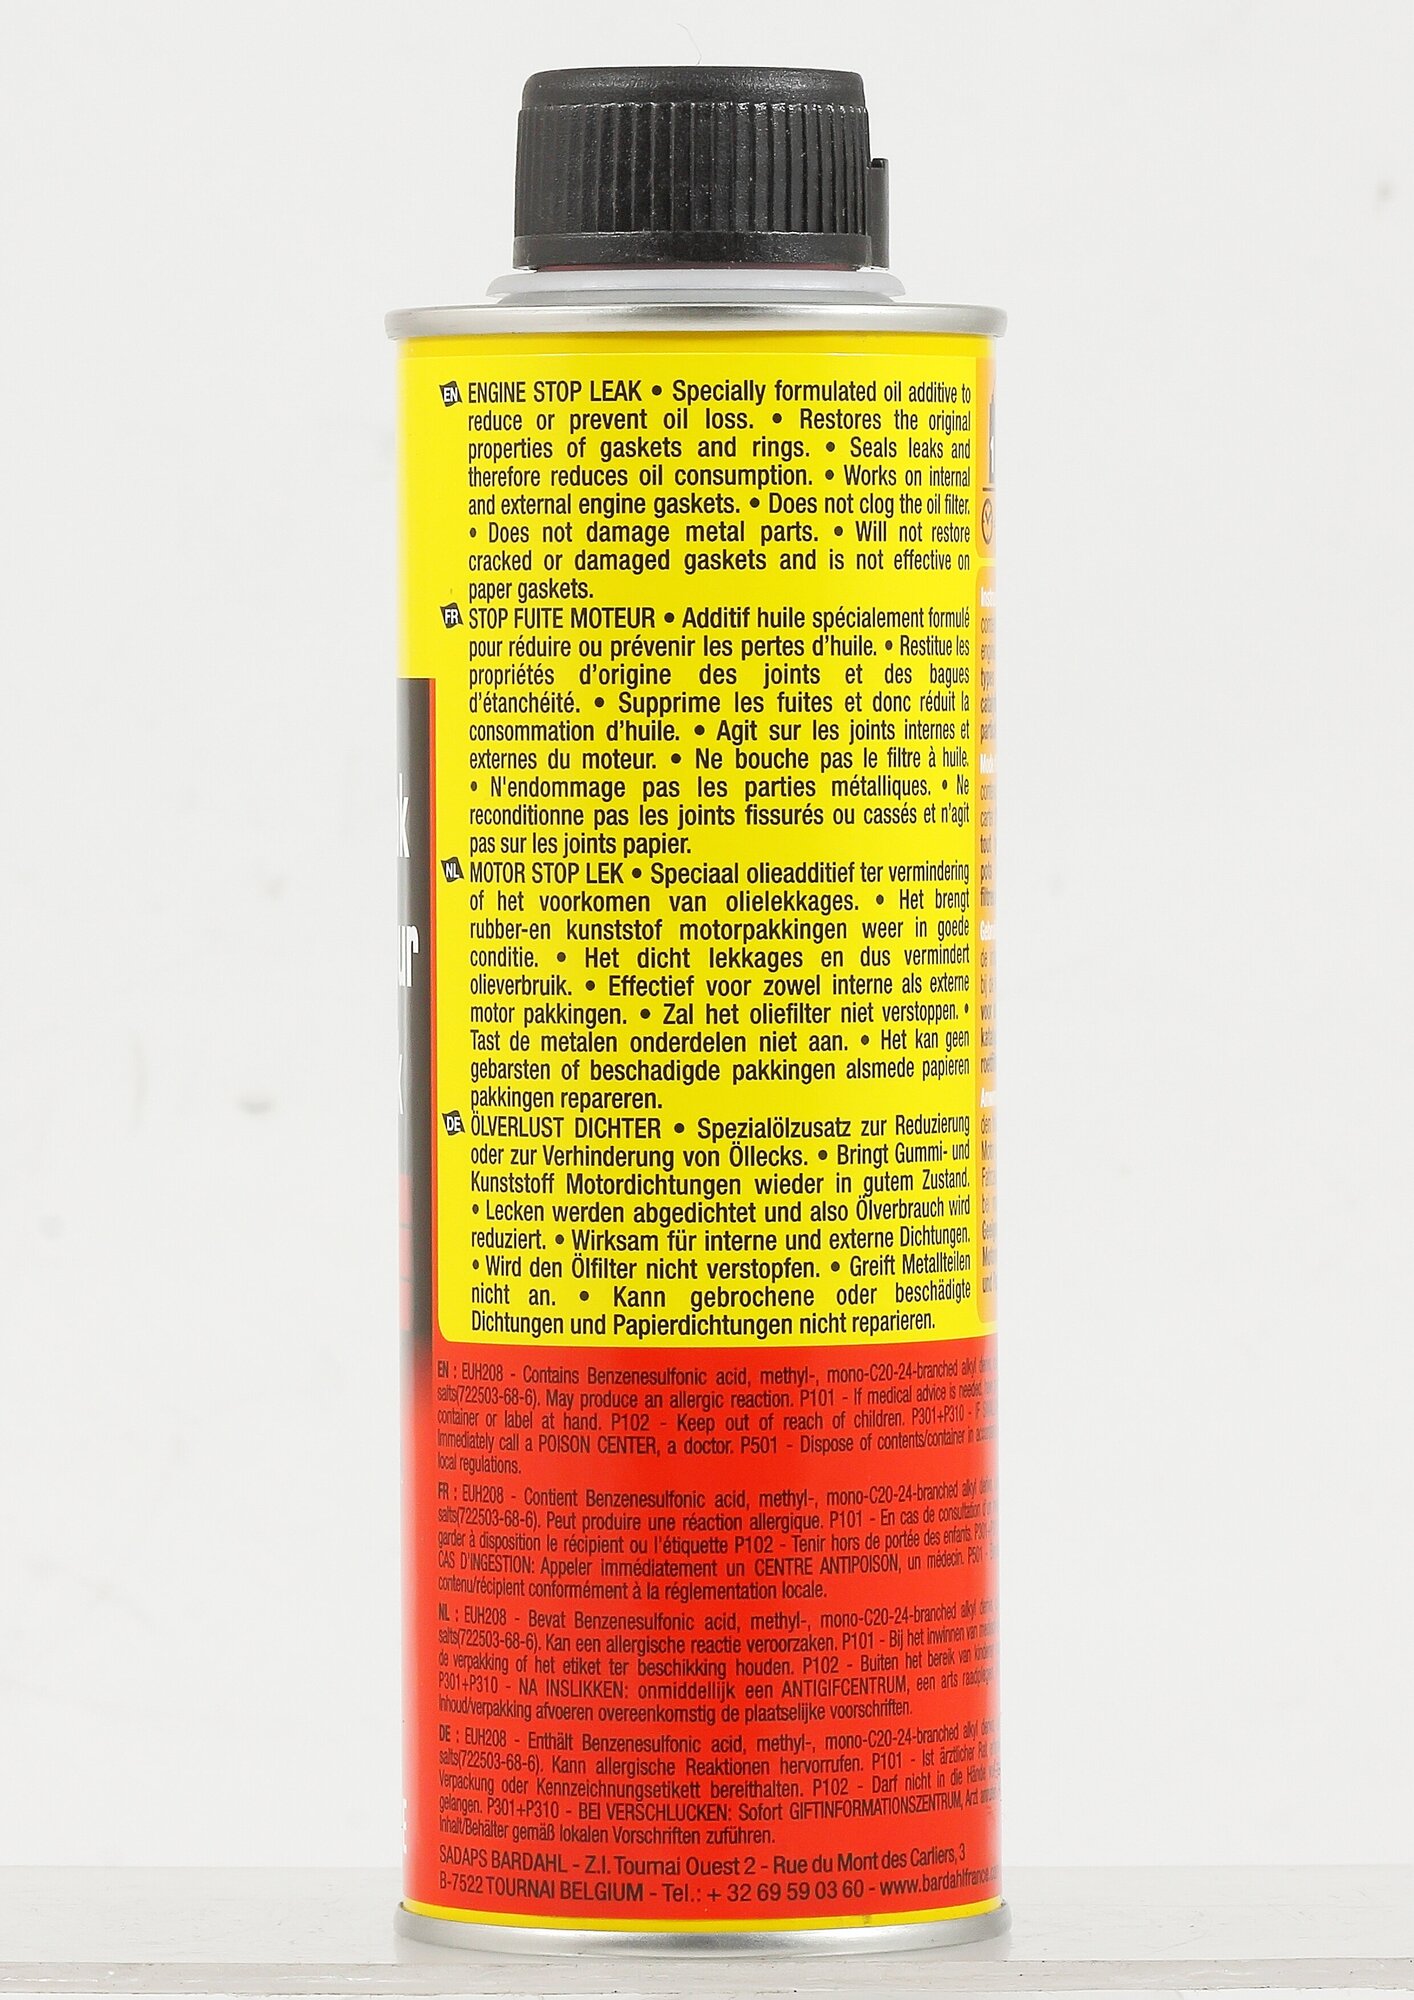 EN ENGINE STOP LEAK • Specially formulated oil additive to
reduce or prevent oil loss. • Restores the original
properties of gaskets and rings. • Seals leaks and
therefore reduces oil consumption. • Works on internal
and external engine gaskets. • Does not clog the oil filter.
• Does not damage metal parts. • Will not restore
cracked or damaged gaskets and is not effective on
paper gaskets.
FR STOP FUITE MOTEUR • Additif huile spécialement formulé
pour réduire ou prévenir les pertes d'huile. • Restitue les
propriétés d'origine des joints et des bagues
d'étanchéité. • Supprime les fuites et donc réduit la
consommation d'huile. • Agit sur les joints internes et
externes du moteur. • Ne bouche pas le filtre à huile.
• N'endommage pas les parties métalliques. • Ne
reconditionne pas les joints fissurés ou cassés et n'agit
pas sur les joints papier.
NL MOTOR STOP LEK • Speciaal olieadditief ter vermindering
of het voorkomen van olielekkages. • Het brengt
rubber-en kunststof motorpakkingen weer in goede
conditie. • Het dicht lekkages en dus vermindert
olieverbruik. • Effectief voor zowel interne als externe
motor pakkingen. • Zal het oliefilter niet verstoppen. •
Tast de metalen onderdelen niet aan. • Het kan geen
gebarsten of beschadigde pakkingen alsmede papieren
pakkingen repareren.
DE ÖLVERLUST DICHTER • Spezialölzusatz zur Reduzierung
oder zur Verhinderung von Öllecks. • Bringt Gummi- und
Kunststoff Motordichtungen wieder in gutem Zustand.
• Lecken werden abgedichtet und also Ölverbrauch wird
reduziert. • Wirksam für interne und externe Dichtungen.
• Wird den Ölfilter nicht verstopfen. • Greift Metallteilen
nicht an. • Kann gebrochene oder beschädigte
Dichtungen und Papierdichtungen nicht reparieren.
EN : EUH208 - Contains Benzenesulfonic acid, methyl-, mono-C20-24-branched alkyl
salts(722503-68-6). May produce an allergic reaction. P101 - If medical advice is needed,
container or label at hand. P102 - Keep out of reach of children. P301+P310 - IF
Immediately call a POISON CENTER, a doctor. P501 - Dispose of contents/container in
local regulations.
FR : EUH208 - Contient Benzenesulfonic acid, methyl-, mono-C20-24-branched alkyl
salts(722503-68-6). Peut produire une réaction allergique. P101 - En cas de consultation
garder à disposition le récipient ou l'étiquette P102 - Tenir hors de portée des enfants.
CAS D'INGESTION: Appeler immédiatement un CENTRE ANTIPOISON, un médecin. P501 -
contenu/récipient conformément à la réglementation locale.
NL : EUH208 - Bevat Benzenesulfonic acid, methyl-, mono-C20-24-branched alkyl
salts(722503-68-6). Kan een allergische reactie veroorzaken. P101 - Bij het inwinnen van
de verpakking of het etiket ter beschikking houden. P102 - Buiten het bereik van
P301+P310 - NA INSLIKKEN: onmiddellijk een ANTIGIFCENTRUM, een arts
Inhoud/verpakking afvoeren overeenkomstig de plaatselijke voorschriften.
DE : EUH208 - Enthält Benzenesulfonic acid, methyl-, mono-C20-24-branched alkyl
salts(722503-68-6). Kann allergische Reaktionen hervorrufen. P101 - Ist ärztlicher Rat
Verpackung oder Kennzeichnungsetikett bereithalten. P102 - Darf nicht in die Hände
gelangen. P301+P310 - BEI VERSCHLUCKEN: Sofort GIFTINFORMATIONSZENTRUM, Arzt
Inhalt/Behälter gemäß lokalen Vorschriften zuführen.
SADAPS BARDAHL - Z.I. Tournai Ouest 2 - Rue du Mont des Carliers, 3
B-7522 TOURNAI BELGIUM - Tel.: + 32 69 59 03 60 - www.bardahlfrance